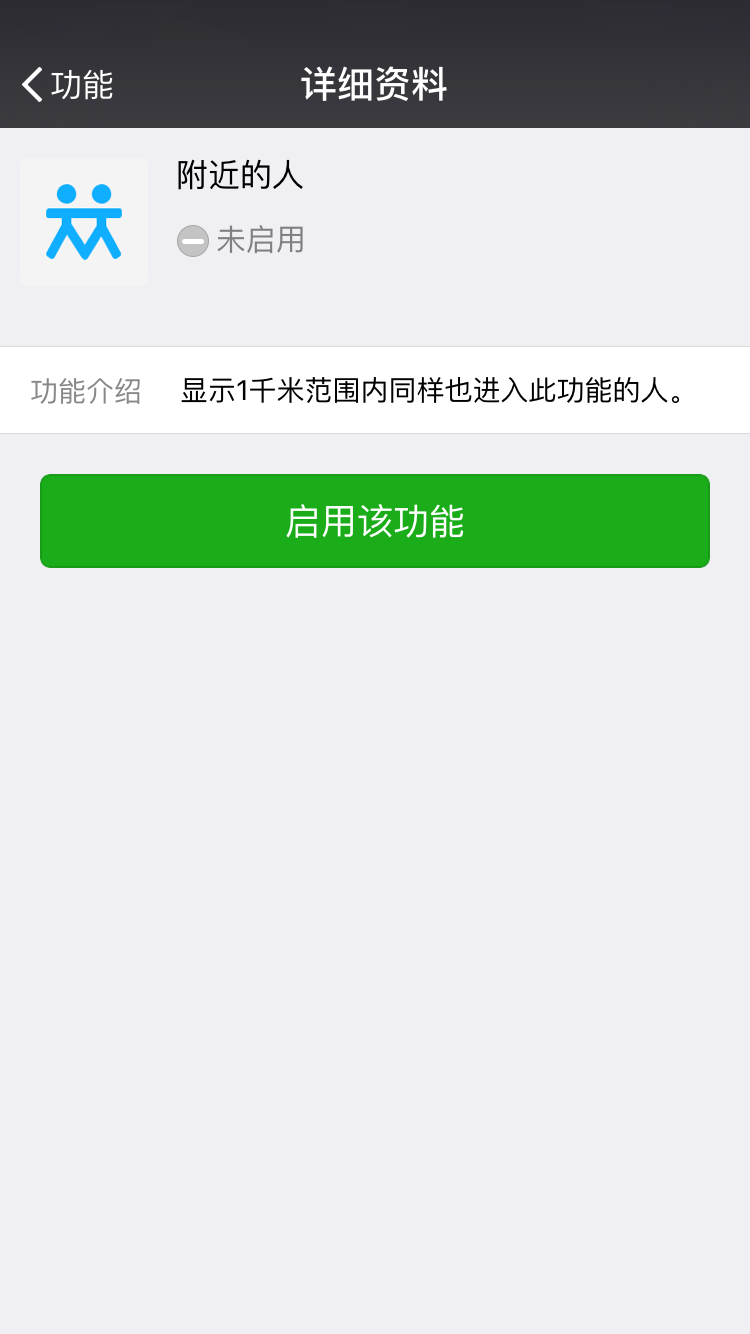 功能
详细资料
附近的人
未启用
功能介绍
显示1千米范围内同样也进入此功能的人。
启用该功能